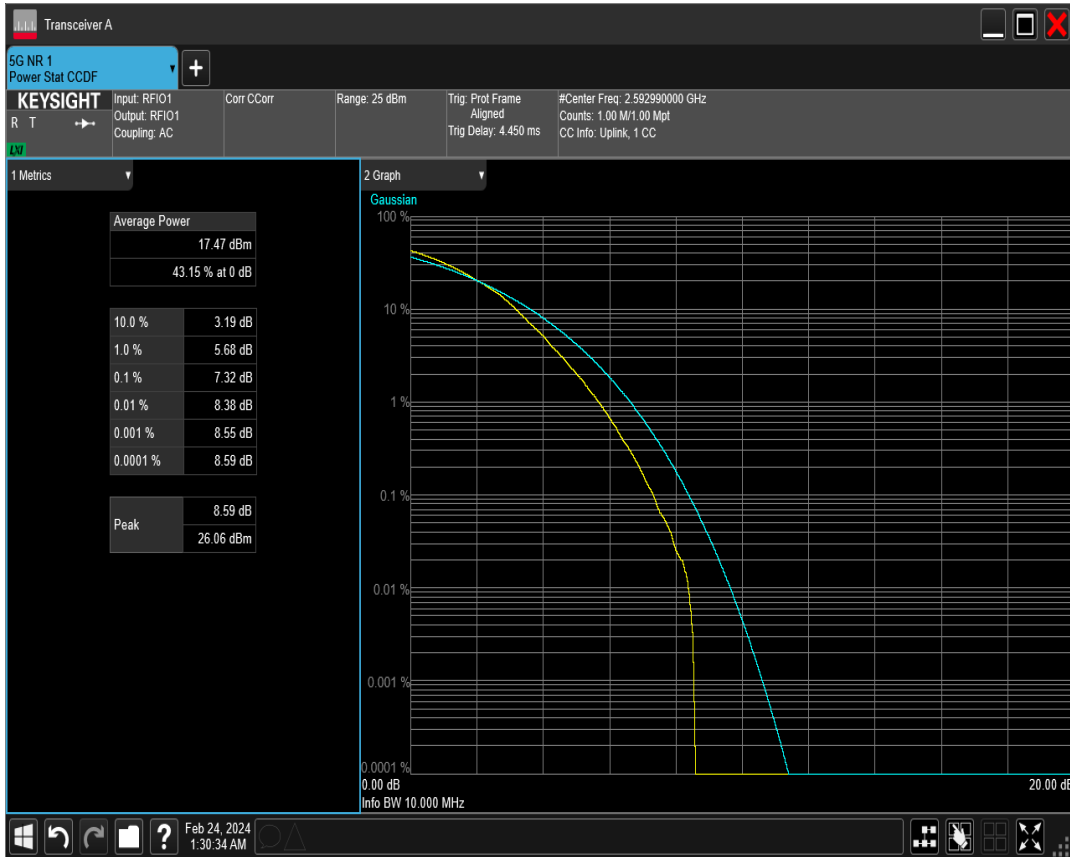 Transceiver A
5G NR 1
Power Stat CCDF
KEYSIGHT
R T
LXI
Input: RFIO1
Output: RFIO1
Coupling: AC
Corr CCorr
Range: 25 dBm
Trig: Prot Frame
Aligned
Trig Delay: 4.450 ms
#Center Freq: 2.592990000 GHz
Counts: 1.00 M/1.00 Mpt
CC Info: Uplink, 1 CC
1 Metrics
Average Power
17.47 dBm
43.15 % at 0 dB
10.0 % 3.19 dB
1.0 % 5.68 dB
0.1 % 7.32 dB
0.01 % 8.38 dB
0.001 % 8.55 dB
0.0001 % 8.59 dB
Peak
8.59 dB
26.06 dBm
2 Graph
Gaussian
100 %
10 %
1 %
0.1 %
0.01 %
0.001 %
0.0001 %
0.00 dB 20.00 dB
Info BW 10.000 MHz
Feb 24, 2024
1:30:34 AM